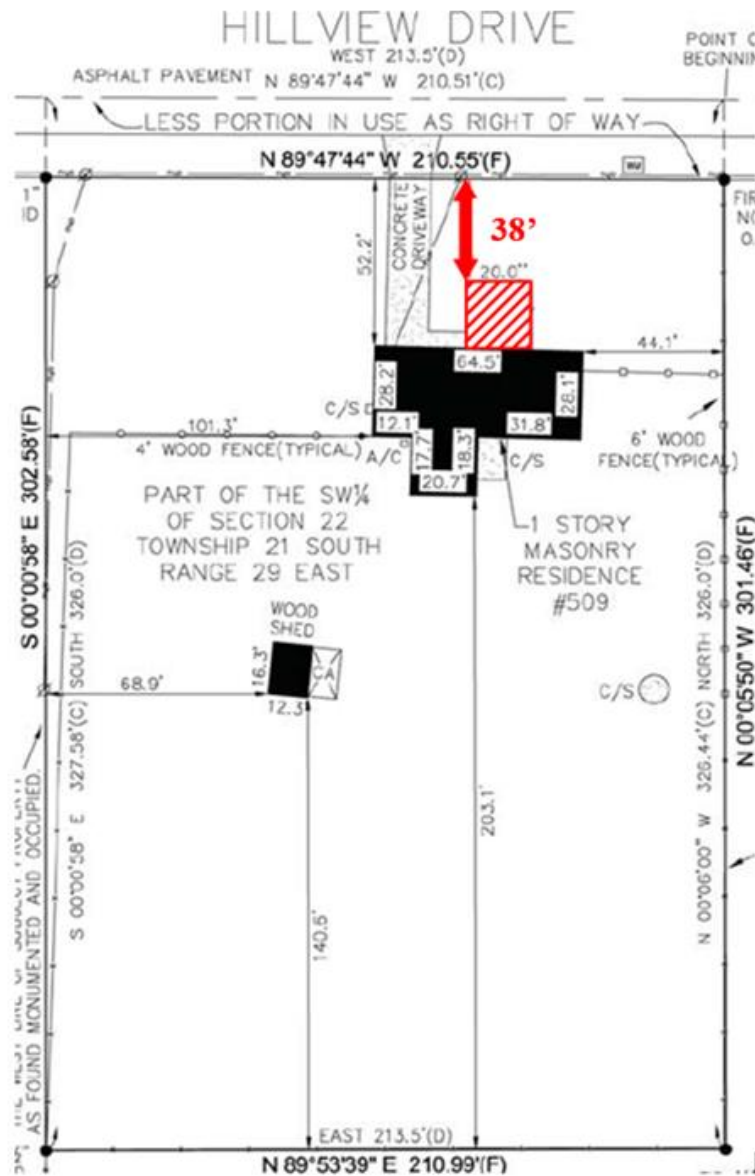 HILLVIEW DRIVE
WEST 213.5'(D)
POINT O
BEGINNIN
ASPHALT PAVEMENT N 89°47'44" W 210.51'(C)
LESS PORTION IN USE AS RIGHT OF WAY
N 89°47'44" W 210.55'(F)
1"
ID
FIR
NO
O.
CONCRETE
DRIVEWAY
52.2'
38'
20.0''
64.5'
44.1'
28.2'
28.1'
C/S
12.1'
31.8'
101.3'
4' WOOD FENCE(TYPICAL)
A/C
17.7'
18.3'
C/S
6' WOOD
FENCE(TYPICAL)
20.7'
PART OF THE SW¼
OF SECTION 22
TOWNSHIP 21 SOUTH
RANGE 29 EAST
1 STORY
MASONRY
RESIDENCE
#509
S 00°00'58" E 302.58'(F)
S 00°00'58" E 327.58'(C) SOUTH 326.0'(D)
WOOD
SHED
16.3'
CA
12.3'
68.9'
C/S
203.1'
140.6'
N 00°06'00" W 326.44'(C) NORTH 326.0'(D)
N 00°05'50" W 301.46'(F)
AS FOUND MONUMENTED AND OCCUPIED.
EAST 213.5'(D)
N 89°53'39" E 210.99'(F)